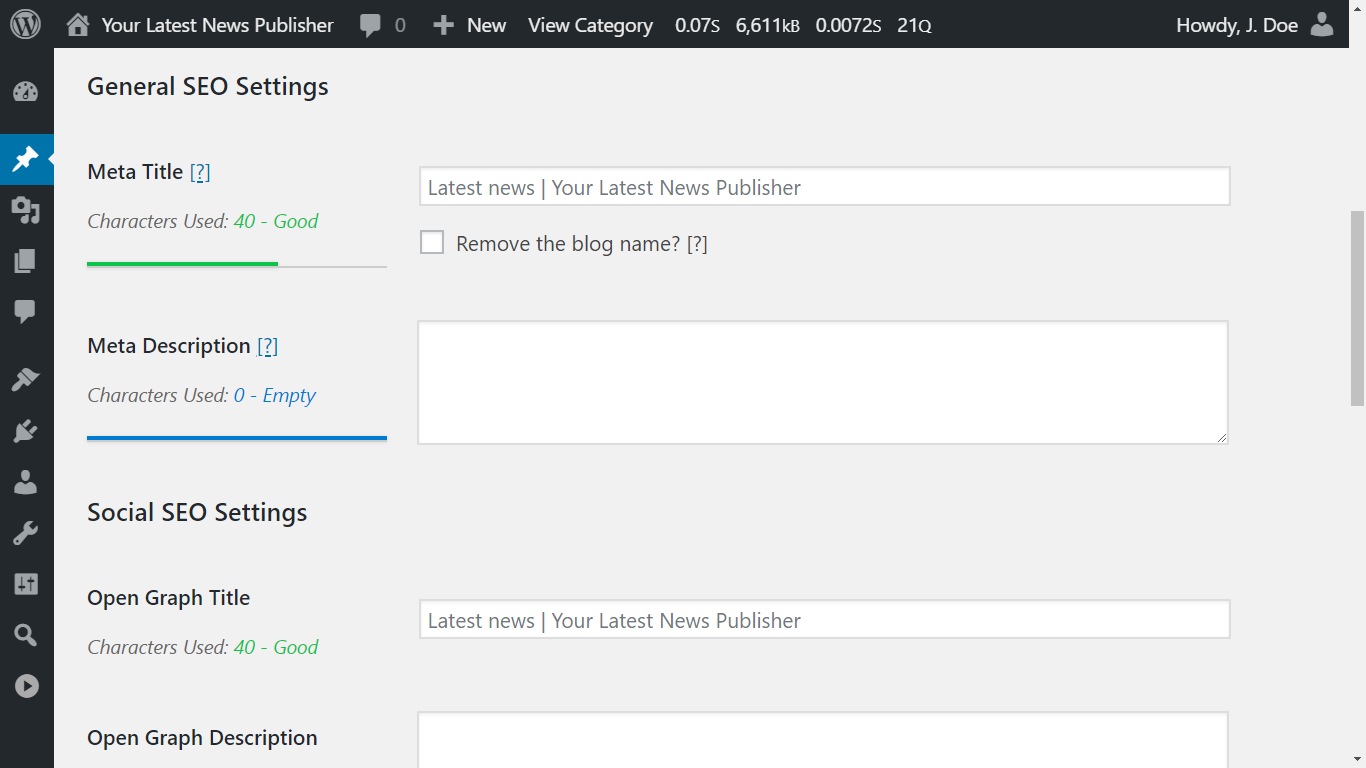 Your Latest News Publisher 0 New View Category 0.07S 6,611KB 0.0072S 21Q Howdy, J. Doe
General SEO Settings
Meta Title [?]
Latest news | Your Latest News Publisher
Characters Used: 40 - Good
Remove the blog name? [?]
Meta Description [?]
Characters Used: 0 - Empty
Social SEO Settings
Open Graph Title
Latest news | Your Latest News Publisher
Characters Used: 40 - Good
Open Graph Description